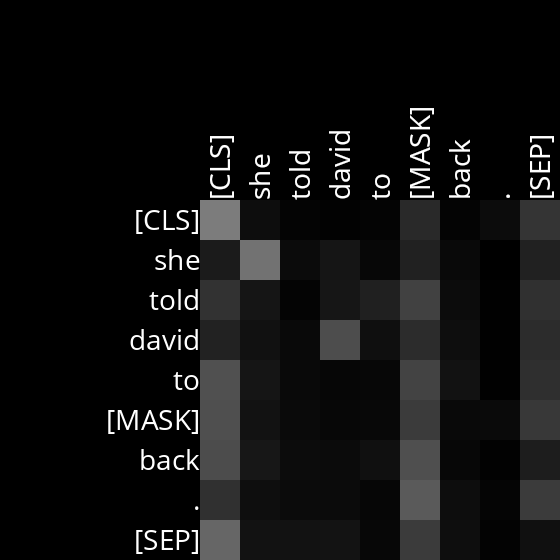 [CLS] she told david to [MASK] back . [SEP]
[CLS]
she
told
david
to
[MASK]
back
.
[SEP]